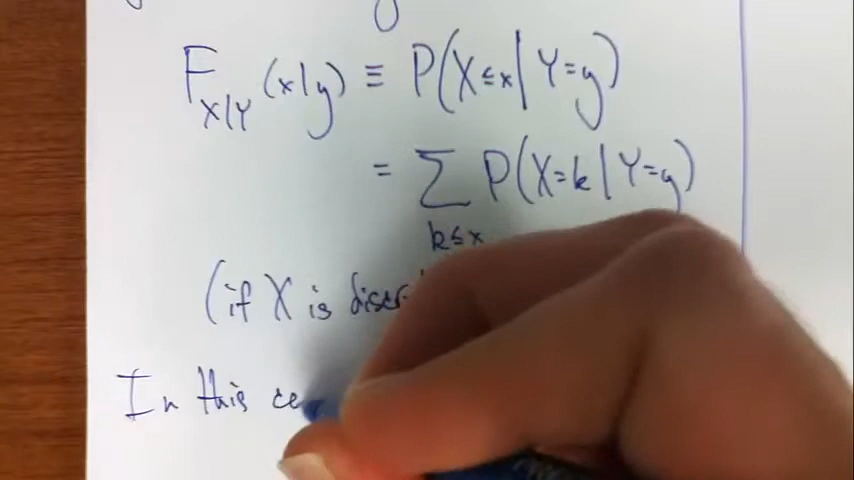 F_{X|Y}(x|y) ≡ P(X≤x | Y=y)
= ∑_{k≤x} P(X=k | Y=y)
(if X is
In this